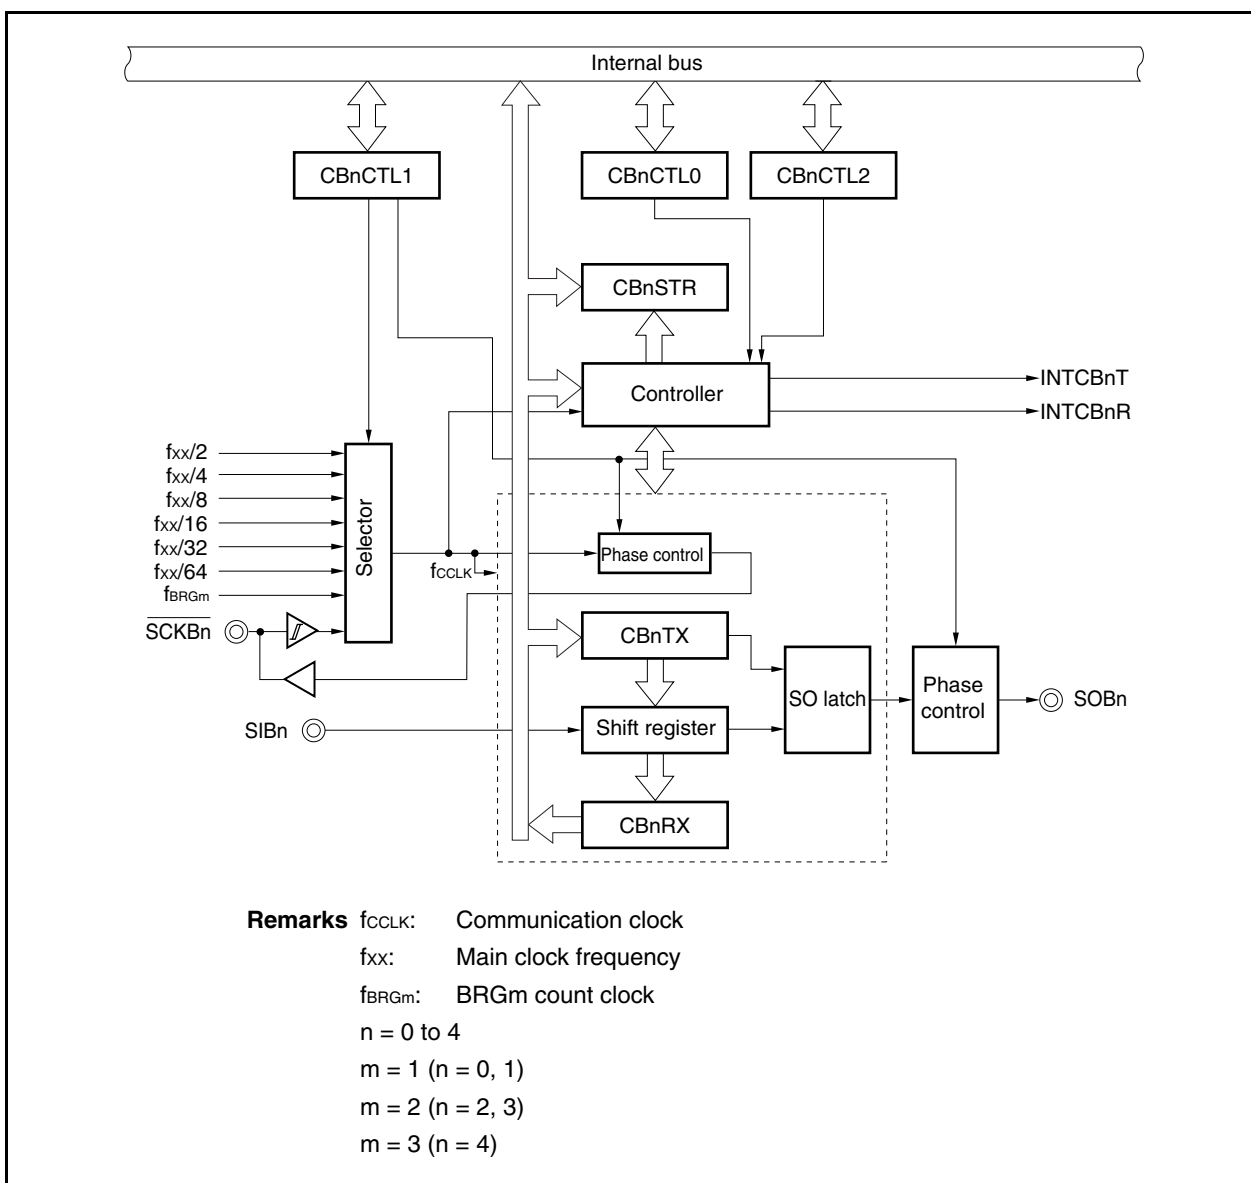 Internal bus
CBnCTL1
CBnCTL0
CBnCTL2
CBnSTR
Controller
INTCBnT
INTCBnR
fxx/2
fxx/4
fxx/8
fxx/16
fxx/32
fxx/64
fBRGm
SCKBn
Selector
fCCLK
Phase control
CBnTX
SO latch
Phase
control
SOBn
SIBn
Shift register
CBnRX
Remarks fCCLK: Communication clock
fXX: Main clock frequency
fBRGm: BRGm count clock
n = 0 to 4
m = 1 (n = 0, 1)
m = 2 (n = 2, 3)
m = 3 (n = 4)